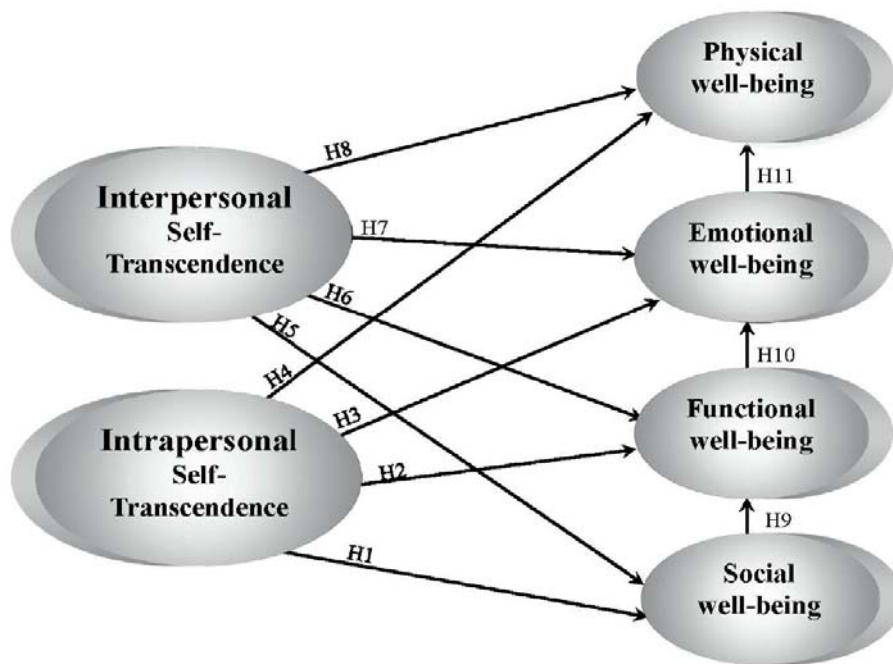 Physical
well-being
H8
Interpersonal
Self-
Transcendence
H11
H7
Emotional
well-being
H6
H5
H10
H4
H3
Functional
well-being
Intrapersonal
Self-
Transcendence
H2
H9
H1
Social
well-being